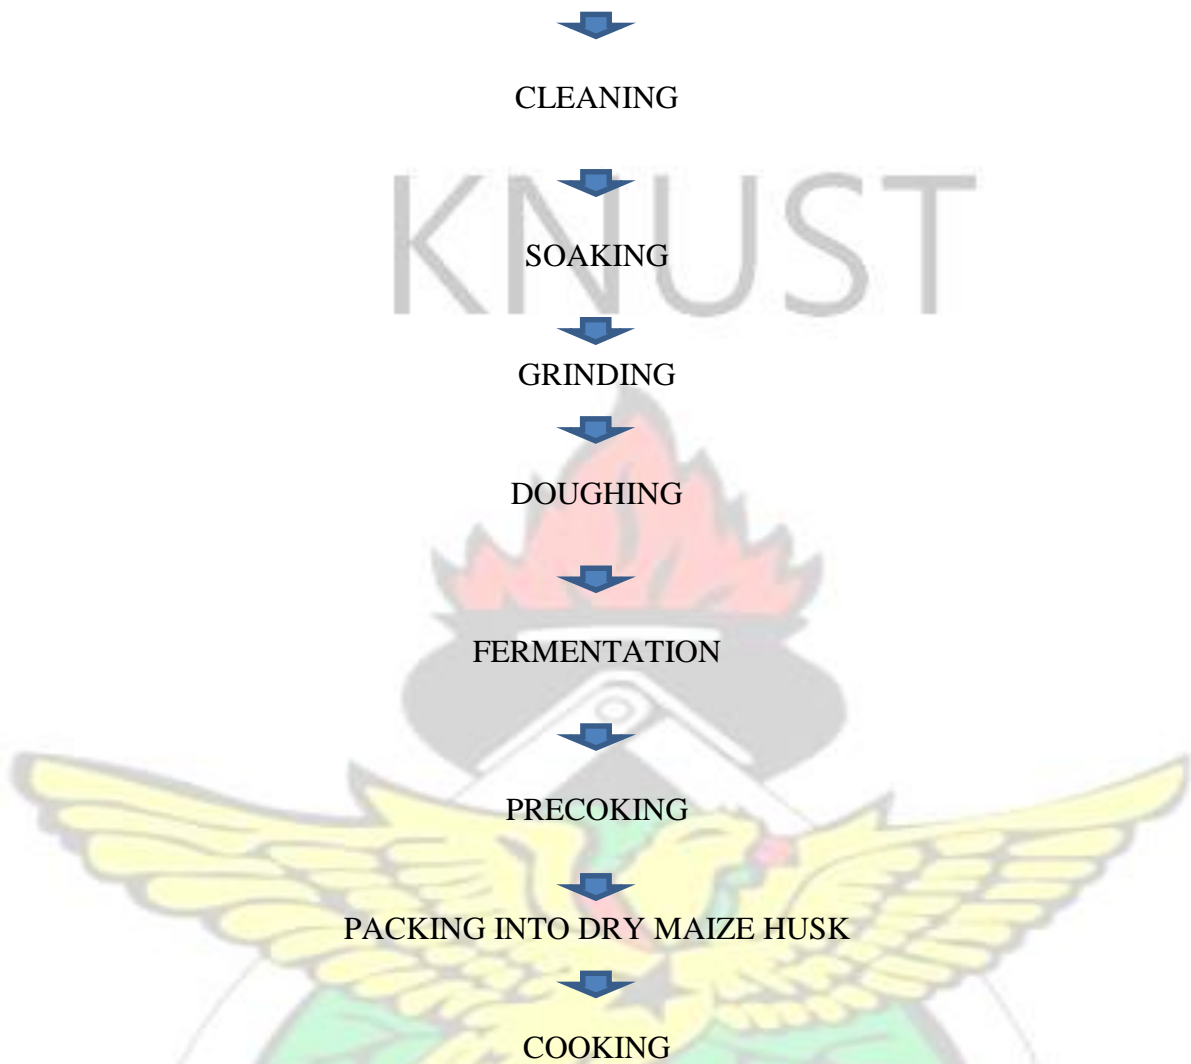 CLEANING
KNUST
SOAKING
GRINDING
DOUGHING
FERMENTATION
PRECOKING
PACKING INTO DRY MAIZE HUSK
COOKING